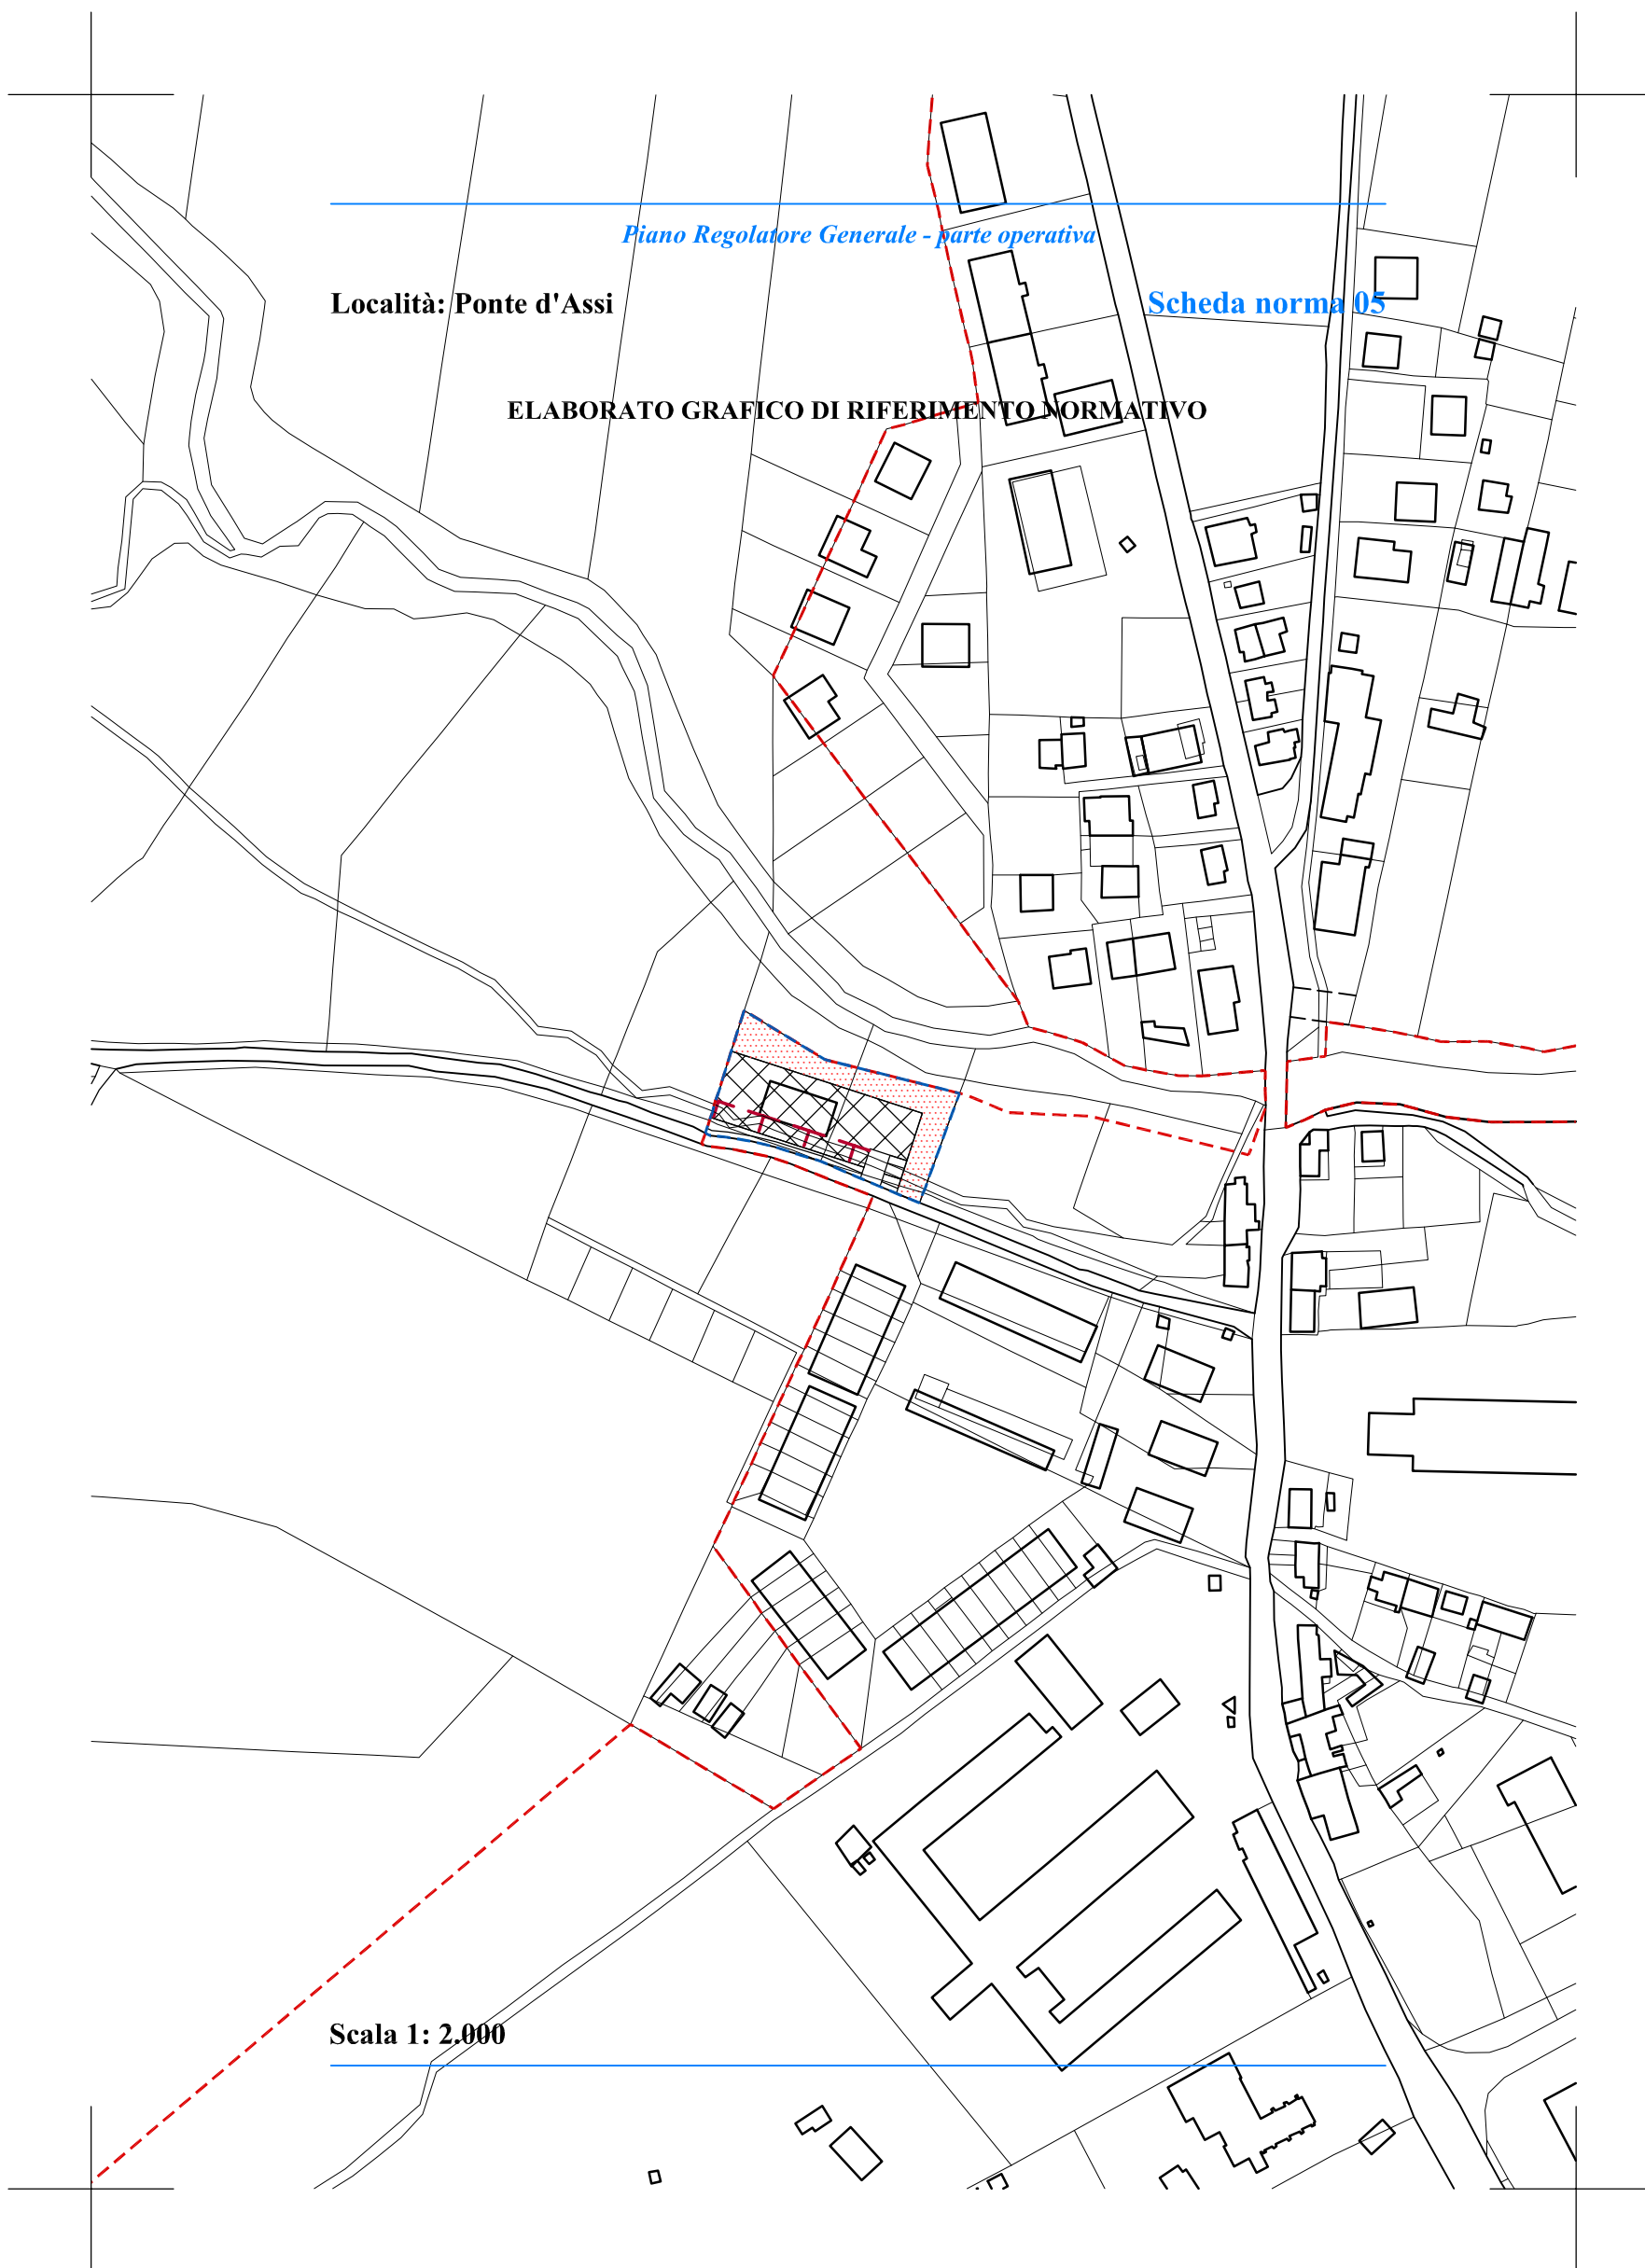 Piano Regolatore Generale - parte operativa
Località: Ponte d'Assi Scheda norma 05
ELABORATO GRAFICO DI RIFERIMENTO NORMATIVO
Scala 1: 2.000